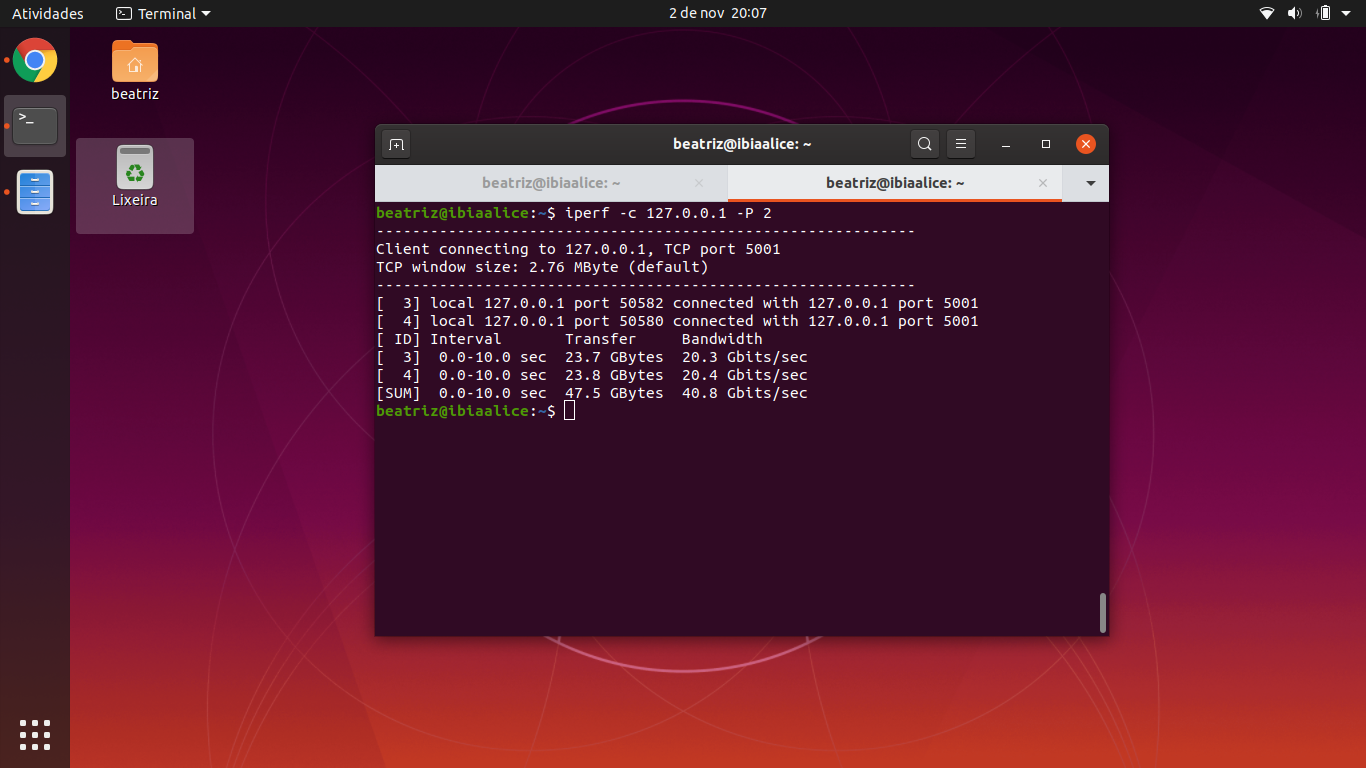 Atividades
Terminal
2 de nov 20:07
beatriz
Lixeira
beatriz@ibiaalice: ~
beatriz@ibiaalice: ~
beatriz@ibiaalice: ~
beatriz@ibiaalice:~$ iperf -c 127.0.0.1 -P 2
------------------------------------------------------------
Client connecting to 127.0.0.1, TCP port 5001
TCP window size: 2.76 MByte (default)
------------------------------------------------------------
[  3] local 127.0.0.1 port 50582 connected with 127.0.0.1 port 5001
[  4] local 127.0.0.1 port 50580 connected with 127.0.0.1 port 5001
[ ID] Interval       Transfer     Bandwidth
[  3]  0.0-10.0 sec  23.7 GBytes  20.3 Gbits/sec
[  4]  0.0-10.0 sec  23.8 GBytes  20.4 Gbits/sec
[SUM]  0.0-10.0 sec  47.5 GBytes  40.8 Gbits/sec
beatriz@ibiaalice:~$